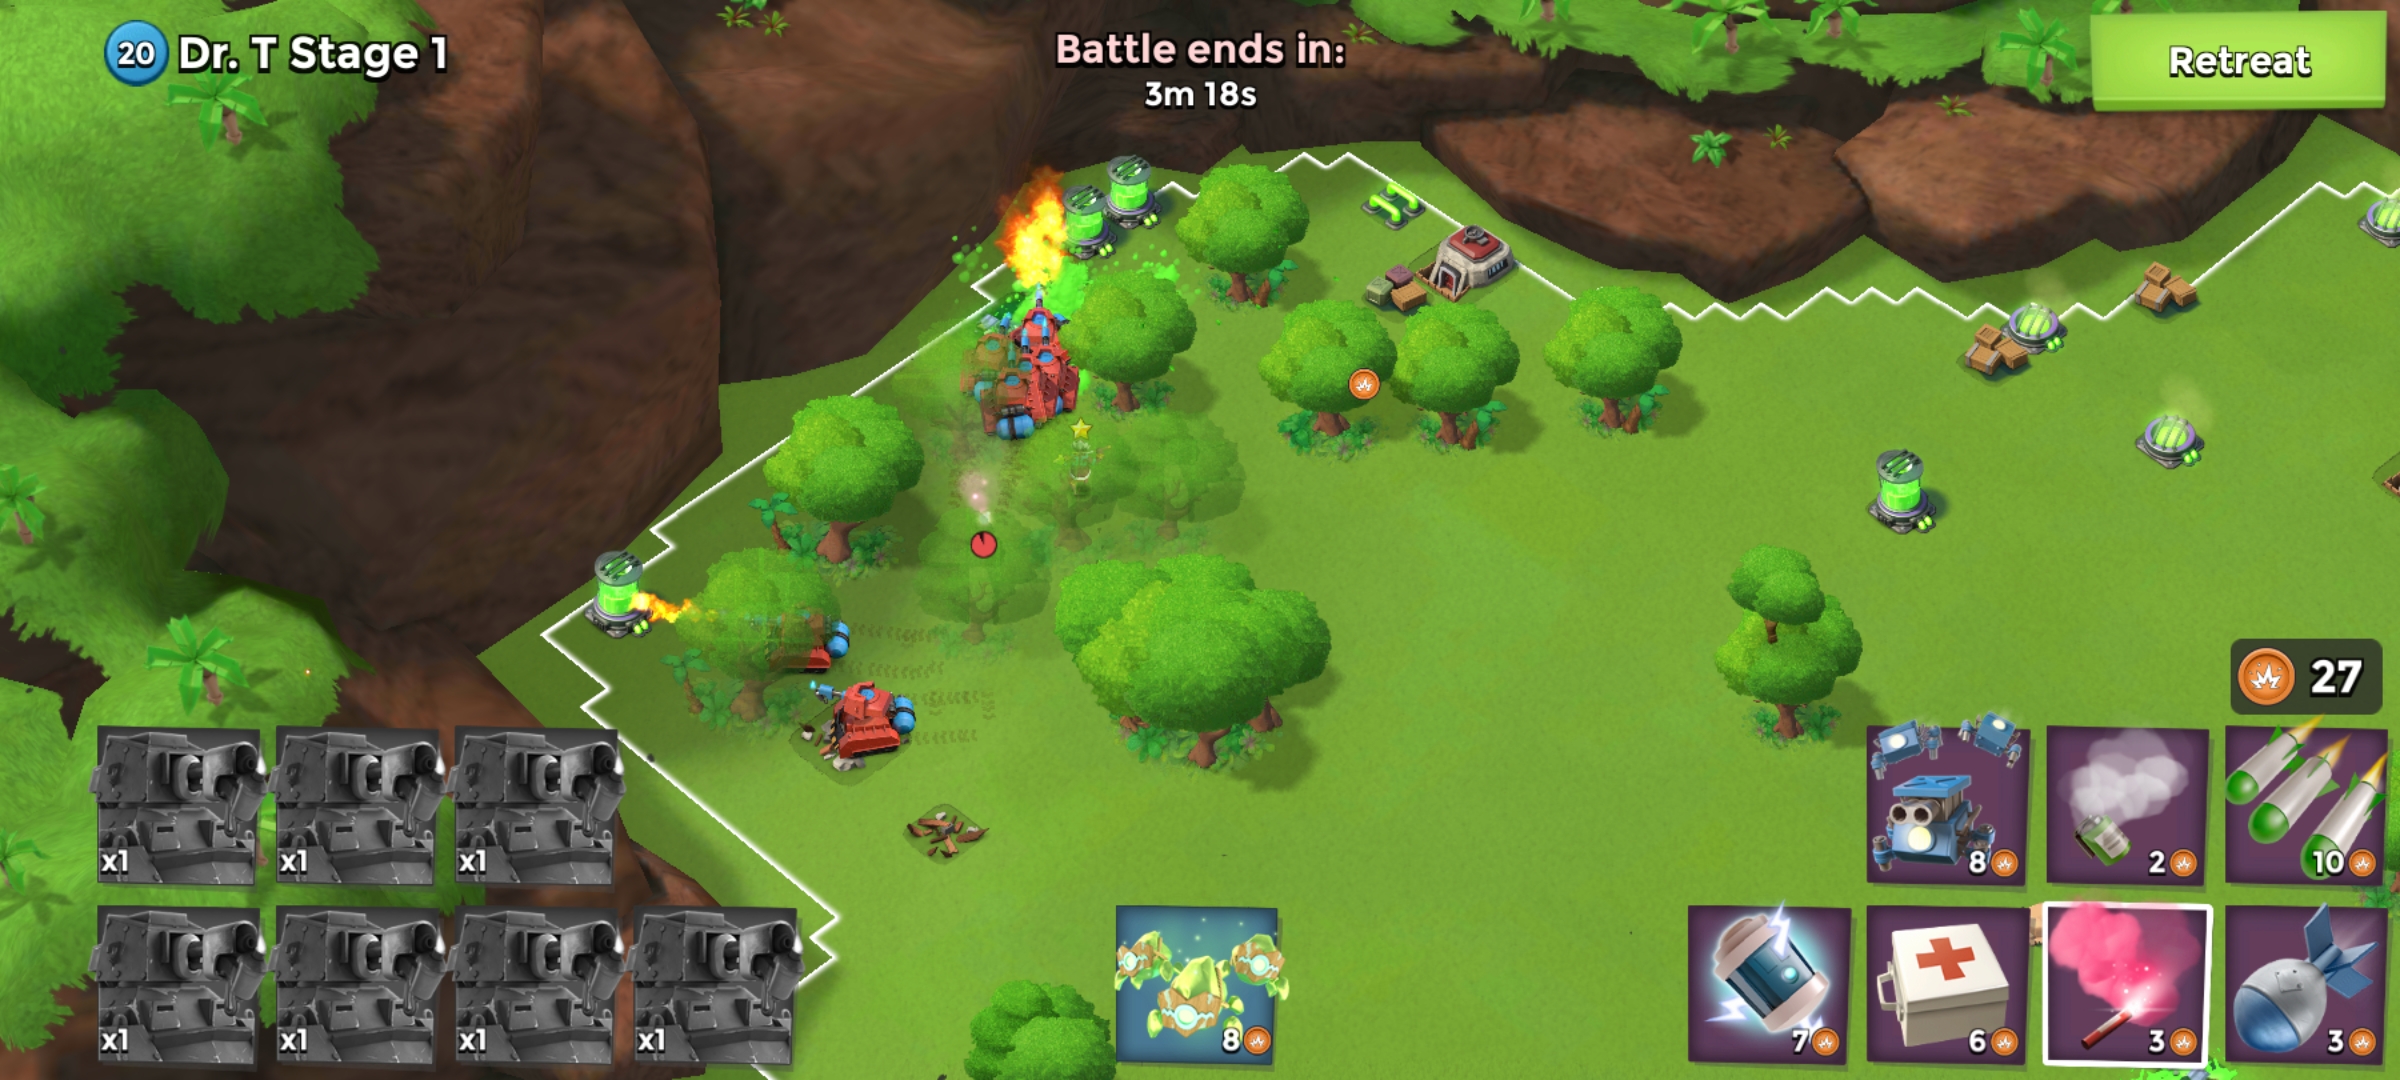 20 Dr. T Stage 1
Battle ends in:
3m 18s
Retreat
27
x1 x1 x1
8 2 10
x1 x1 x1 x1
8
7 6 3 3